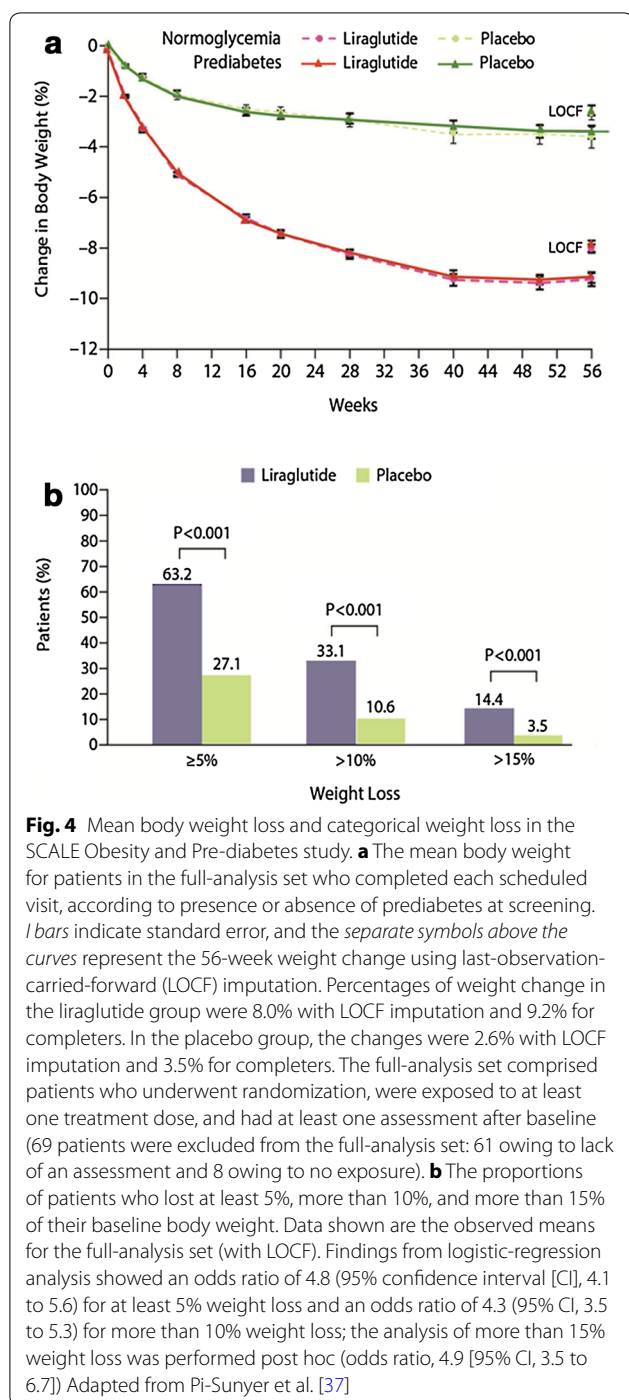 a
Normoglycemia Liraglutide Placebo
Prediabetes Liraglutide Placebo
Change in Body Weight (%)
0
−2
−4
−6
−8
−10
−12
LOCF
LOCF
0 4 8 12 16 20 24 28 32 36 40 44 48 52 56
Weeks
b
Liraglutide Placebo
Patients (%)
100
90
80
70
60
50
40
30
20
10
0
P<0.001
63.2
27.1
P<0.001
33.1
10.6
P<0.001
14.4
3.5
≥5% >10% >15%
Weight Loss
Fig. 4 Mean body weight loss and categorical weight loss in the
SCALE Obesity and Pre-diabetes study. a The mean body weight
for patients in the full-analysis set who completed each scheduled
visit, according to presence or absence of prediabetes at screening.
I bars indicate standard error, and the separate symbols above the
curves represent the 56-week weight change using last-observation-
carried-forward (LOCF) imputation. Percentages of weight change in
the liraglutide group were 8.0% with LOCF imputation and 9.2% for
completers. In the placebo group, the changes were 2.6% with LOCF
imputation and 3.5% for completers. The full-analysis set comprised
patients who underwent randomization, were exposed to at least
one treatment dose, and had at least one assessment after baseline
(69 patients were excluded from the full-analysis set: 61 owing to lack
of an assessment and 8 owing to no exposure). b The proportions
of patients who lost at least 5%, more than 10%, and more than 15%
of their baseline body weight. Data shown are the observed means
for the full-analysis set (with LOCF). Findings from logistic-regression
analysis showed an odds ratio of 4.8 (95% confidence interval [CI], 4.1
to 5.6) for at least 5% weight loss and an odds ratio of 4.3 (95% CI, 3.5
to 5.3) for more than 10% weight loss; the analysis of more than 15%
weight loss was performed post hoc (odds ratio, 4.9 [95% CI, 3.5 to
6.7]) Adapted from Pi-Sunyer et al. [37]